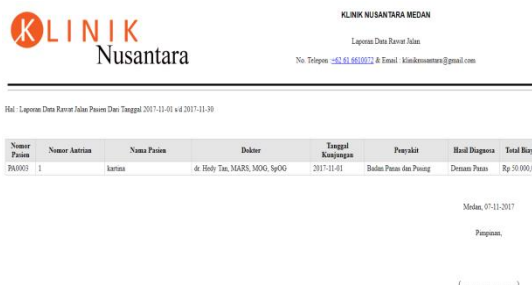 KLINIK
Nusantara
KLINIK NUSANTARA MEDAN
Laporan Data Rawat Jalan
No. Telepon :+62 61 6610072 & Email : kliniknusantara@gmail.com
Hal : Laporan Data Rawat Jalan Pasien Dari Tanggal 2017-11-01 s/d 2017-11-30
Nomor Pasien Nomor Antrian Nama Pasien Dokter Tanggal Kunjungan Penyakit Hasil Diagnosa Total Biay
PA0003 1 kartina dr. Hedy Tan, MARS, MOG, SpOG 2017-11-01 Badan Panas dan Pusing Demam Panas Rp 50.000,
Medan, 07-11-2017
Pimpinan,
(                    )